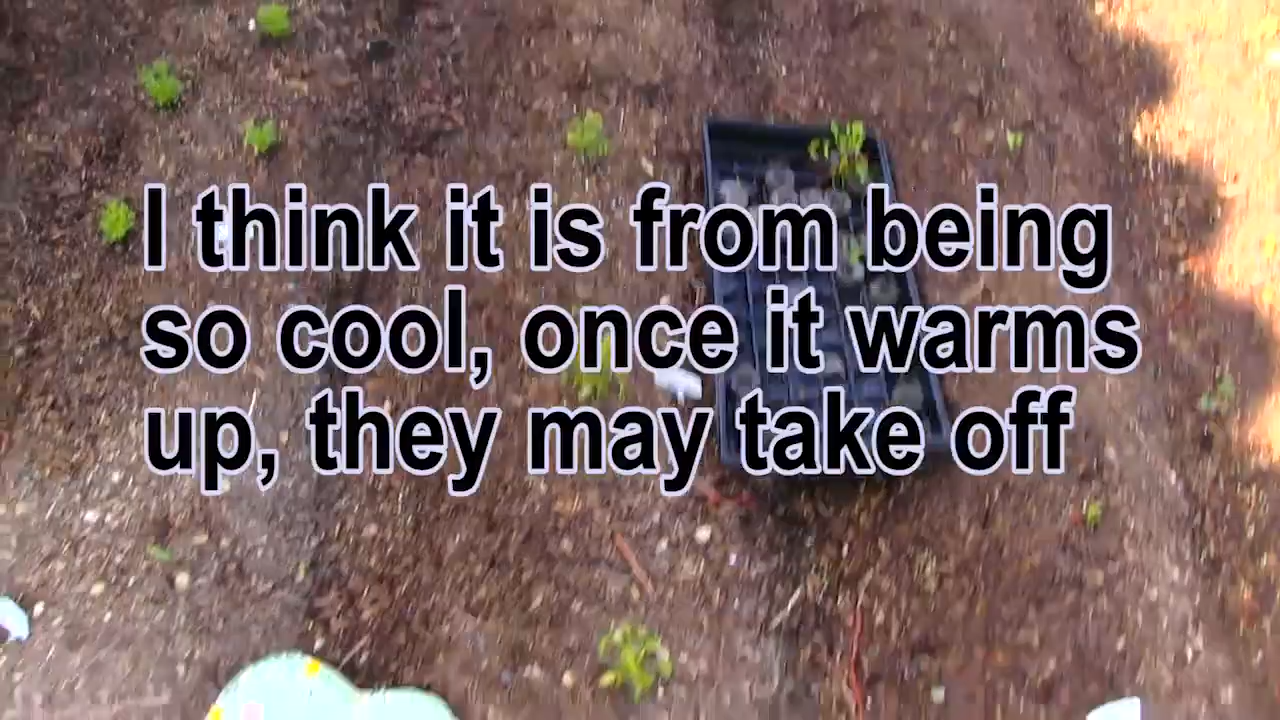 I think it is from being
so cool, once it warms
up, they may take off